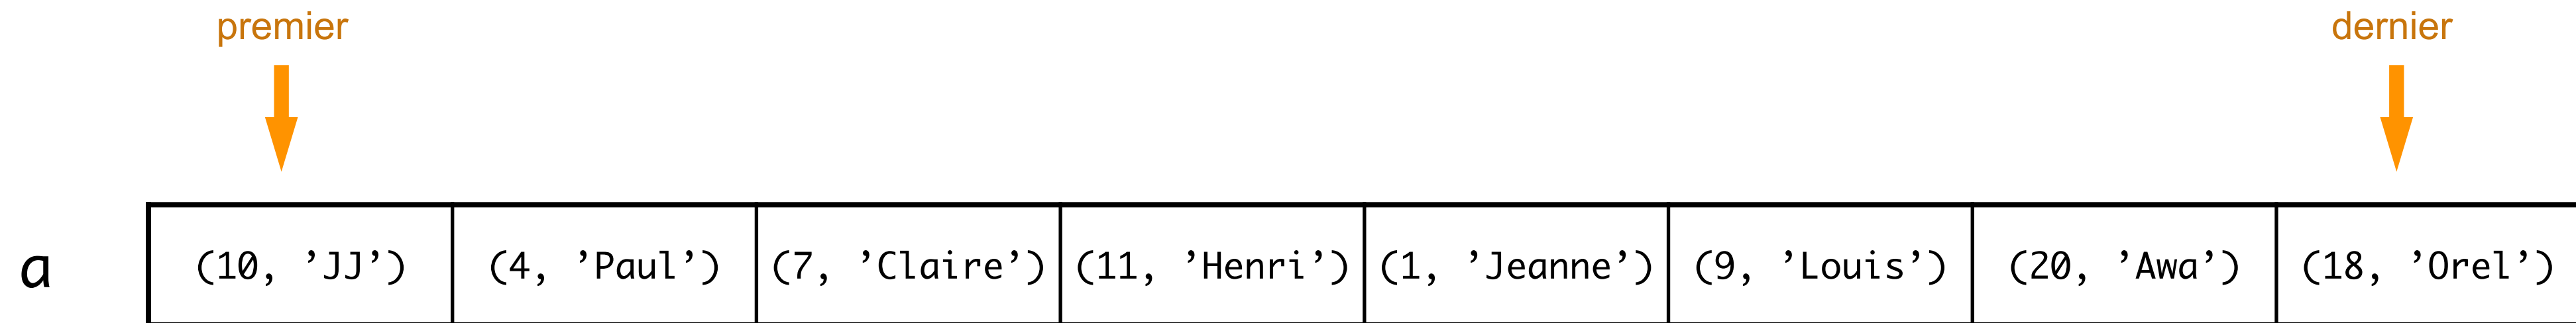 premier dernier
a (10, ’JJ’) (4, ’Paul’) (7, ’Claire’) (11, ’Henri’) (1, ’Jeanne’) (9, ’Louis’) (20, ’Awa’) (18, ’Orel’)